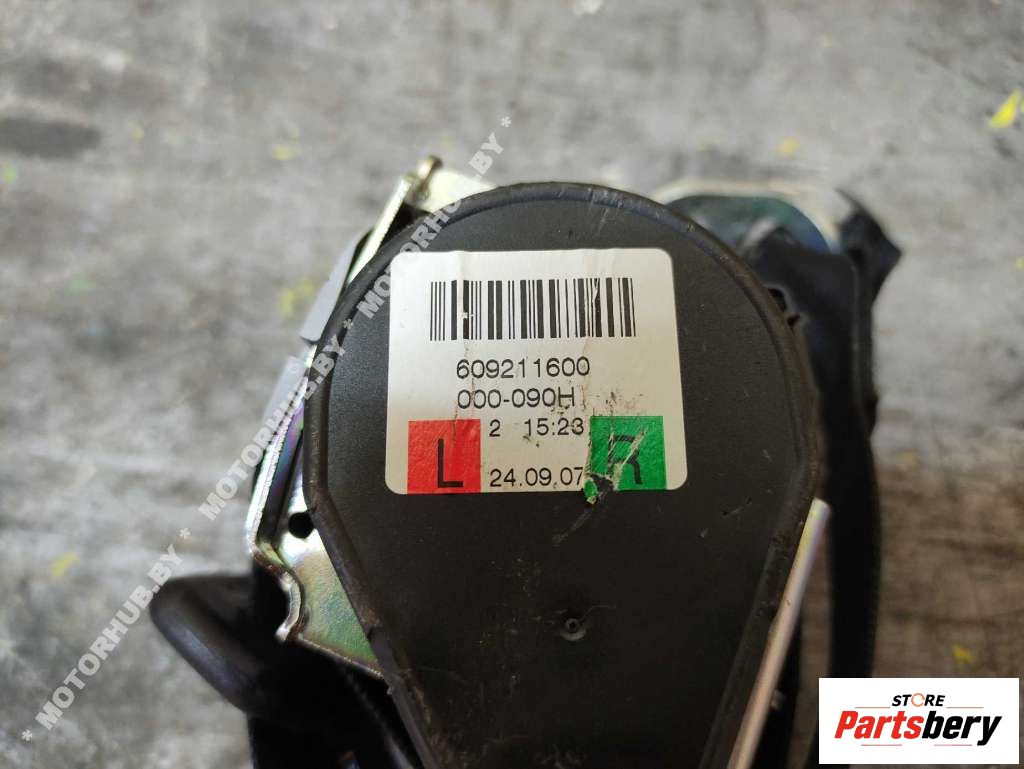 * MOTORHUB.BY * MOTORHUB.BY * MOTORHUB.BY *
609211600
000-090H
2 15:23
L R
24.09.07
STORE
Partsbery